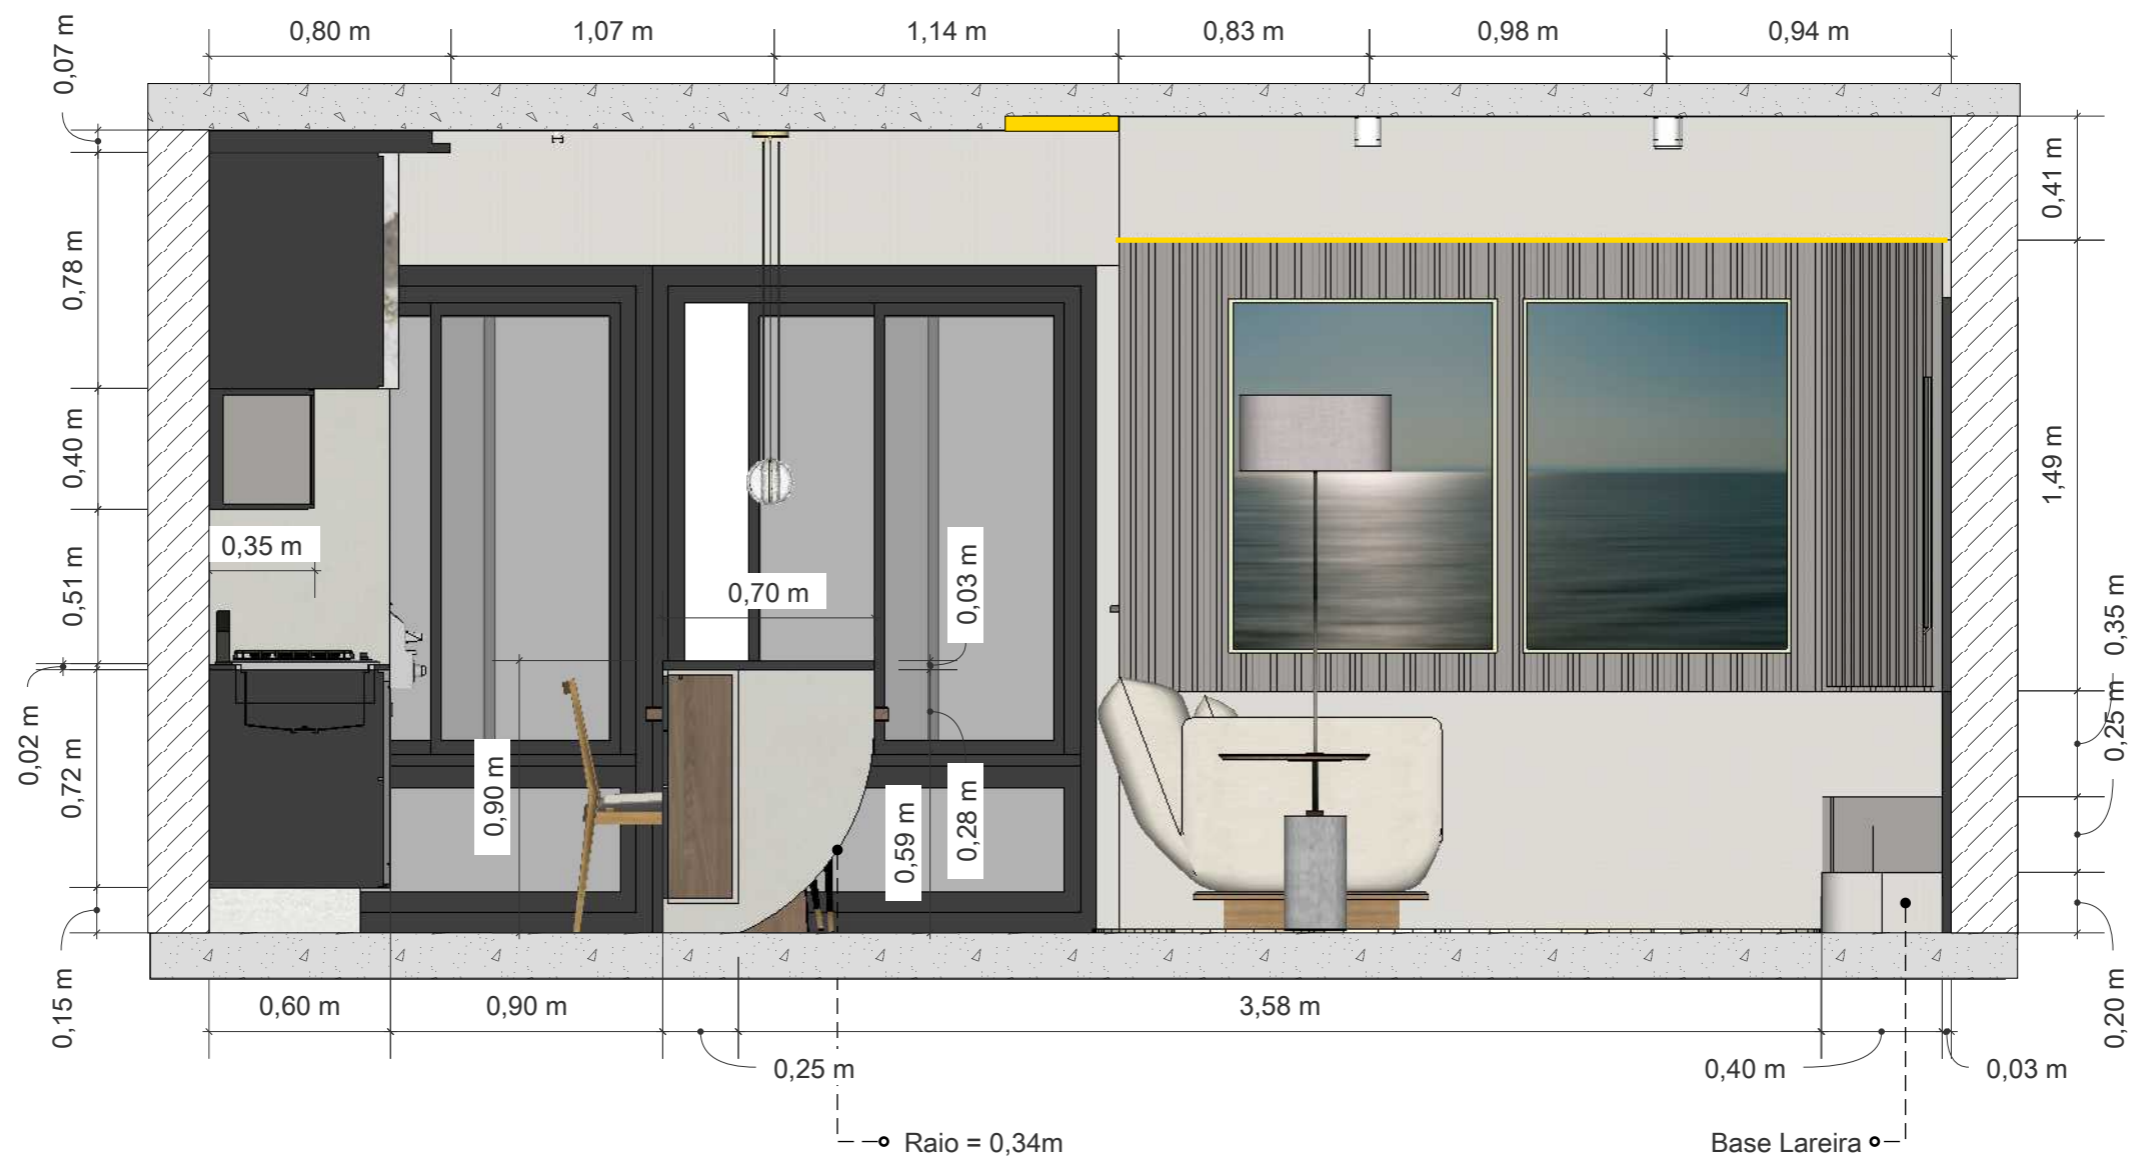 0,80 m
1,07 m
1,14 m
0,83 m
0,98 m
0,94 m
0,07 m
0,78 m
0,40 m
0,51 m
0,02 m
0,72 m
0,15 m
0,35 m
0,70 m
0,03 m
0,90 m
0,59 m
0,28 m
0,41 m
1,49 m
0,35 m
0,25 m
0,20 m
0,60 m
0,90 m
3,58 m
0,25 m
0,40 m
0,03 m
Raio = 0,34m
Base Lareira